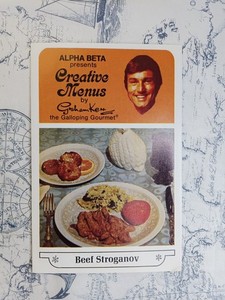 ALPHA BETA
presents
Creative
Menus
by
Graham Kerr
the Galloping Gourmet®
Beef Stroganov